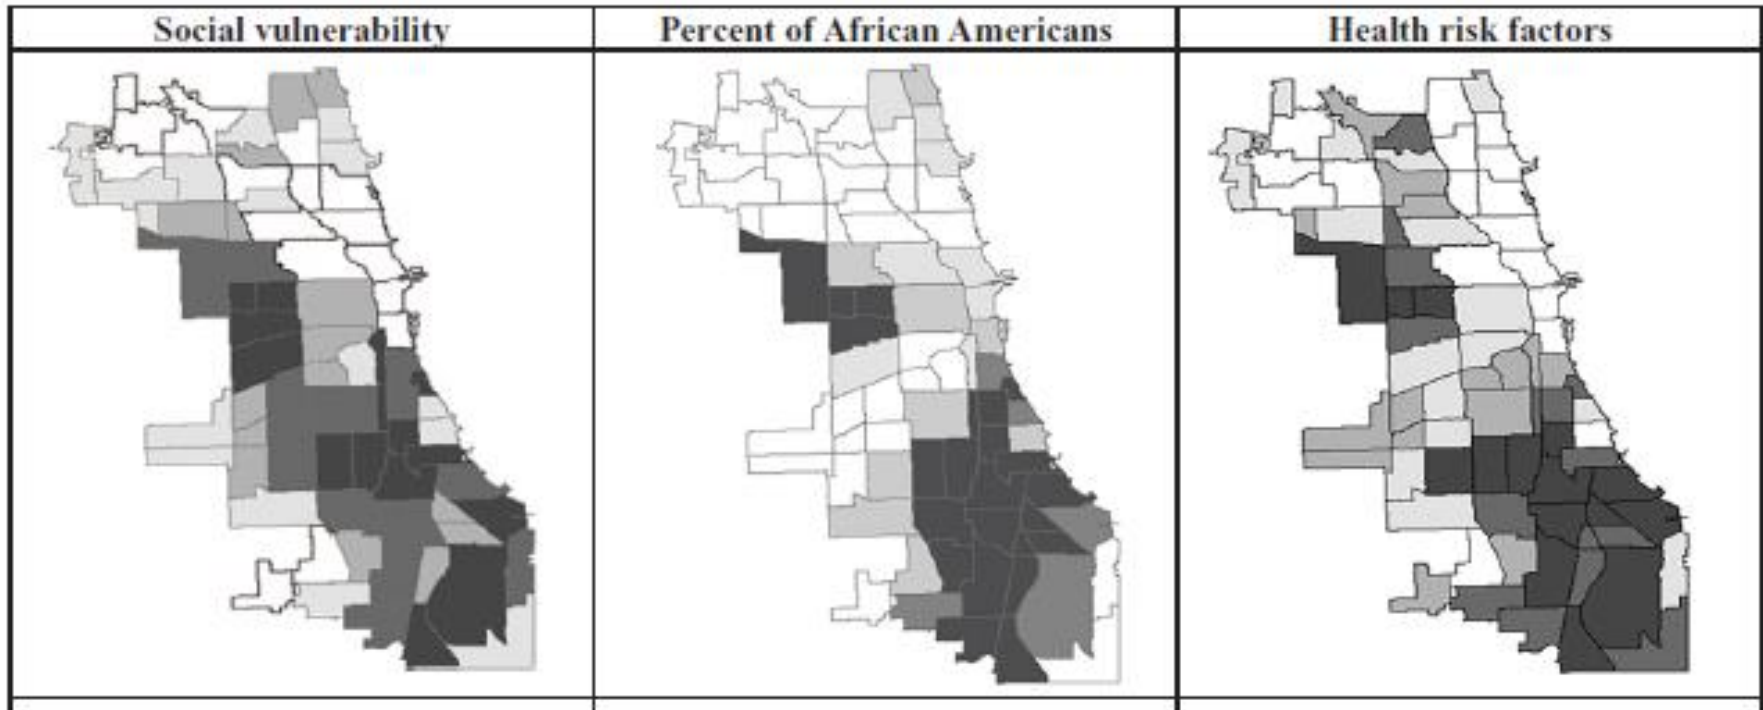 Social vulnerability
Percent of African Americans
Health risk factors